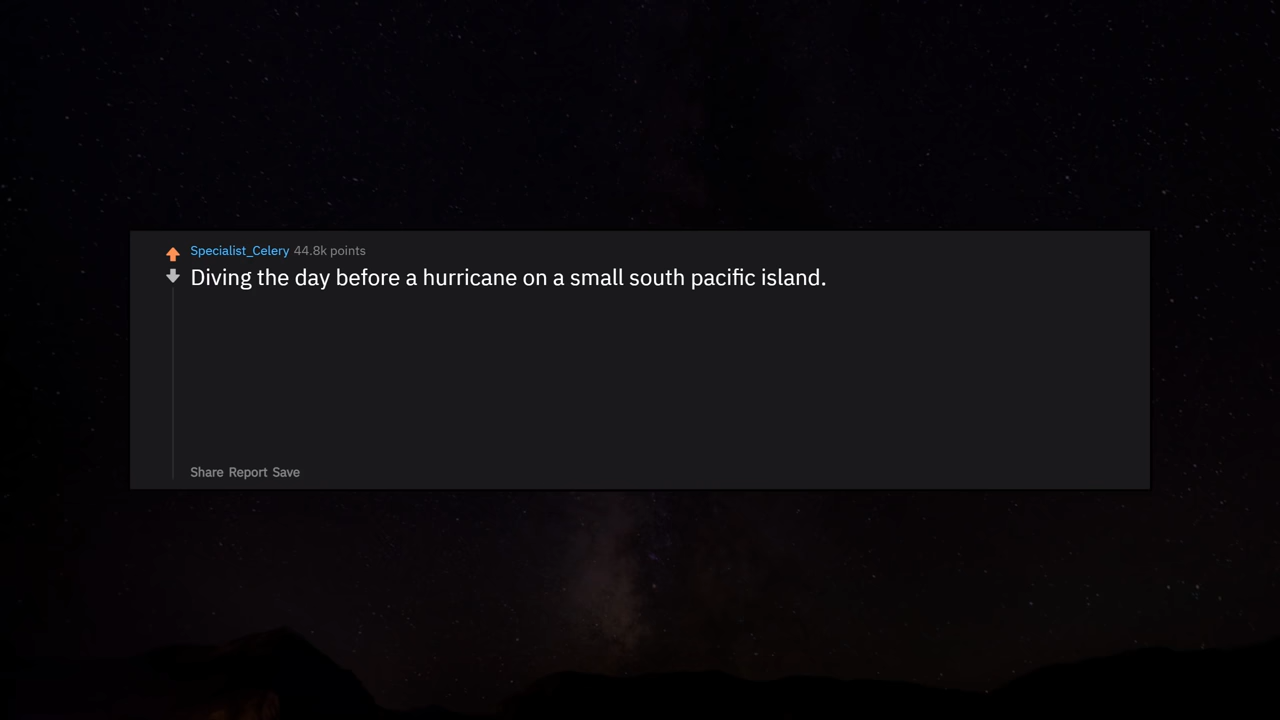 Specialist_Celery 44.8k points
Diving the day before a hurricane on a small south pacific island.
Share Report Save